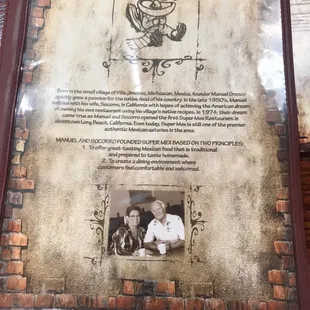 Born in the small village of Villa Jimenez, Michoacan, Mexico, founder Manuel Orozco
quickly grew a passion for the native food of his country. In the late 1950's, Manuel
and his wife, Socorro, in California with hopes of achieving the American dream
of owning his own restaurant using his village's native recipes. In 1974, their dream
came true as Manuel and Socorro opened the first Super Mex Restaurant in
downtown Long Beach, California. Even today, Super Mex is still one of the premier
authentic Mexican eateries in the area.
MANUEL AND SOCORRO FOUNDED SUPER MEX BASED ON TWO PRINCIPLES:
1. To offer great-tasting Mexican food that is traditional
and prepared to taste homemade.
2. To create a dining environment where
customers feel comfortable and welcomed.